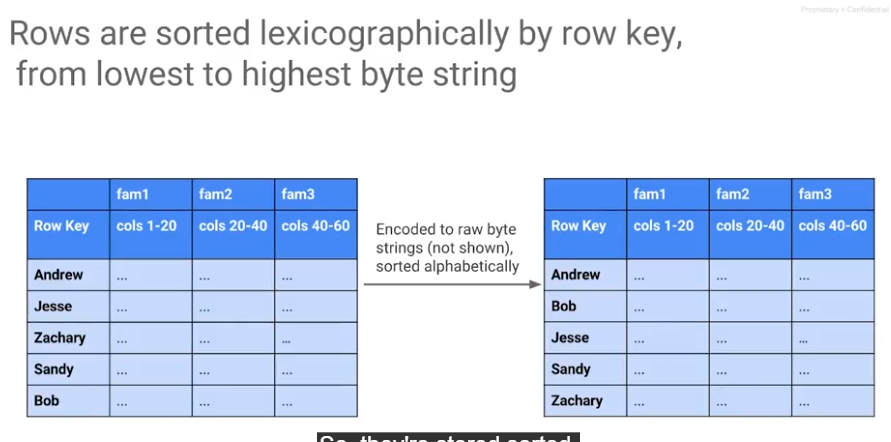 Proprietary + Confidential
Rows are sorted lexicographically by row key,
from lowest to highest byte string
fam1 fam2 fam3
Row Key cols 1-20 cols 20-40 cols 40-60
Andrew ... ... ...
Jesse ... ... ...
Zachary ... ... ...
Sandy ... ... ...
Bob ... ... ...
Encoded to raw byte
strings (not shown),
sorted alphabetically
fam1 fam2 fam3
Row Key cols 1-20 cols 20-40 cols 40-60
Andrew ... ... ...
Bob ... ... ...
Jesse ... ... ...
Sandy ... ... ...
Zachary ... ... ...
So, they're stored sorted